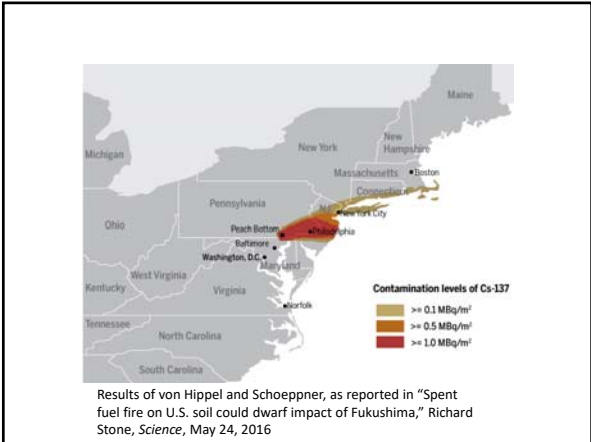 Maine
Michigan
New York
New
Hampshire
Massachusetts
Boston
Connecticut
Pennsylvania
NJ
New York City
Ohio
Peach Bottom
Philadelphia
Baltimore
Washington, D.C.
Maryland
West Virginia
Virginia
Kentucky
Norfolk
Tennessee
North Carolina
South Carolina
Contamination levels of Cs-137
>= 0.1 MBq/m²
>= 0.5 MBq/m²
>= 1.0 MBq/m²
Results of von Hippel and Schoeppner, as reported in “Spent
fuel fire on U.S. soil could dwarf impact of Fukushima,” Richard
Stone, Science, May 24, 2016